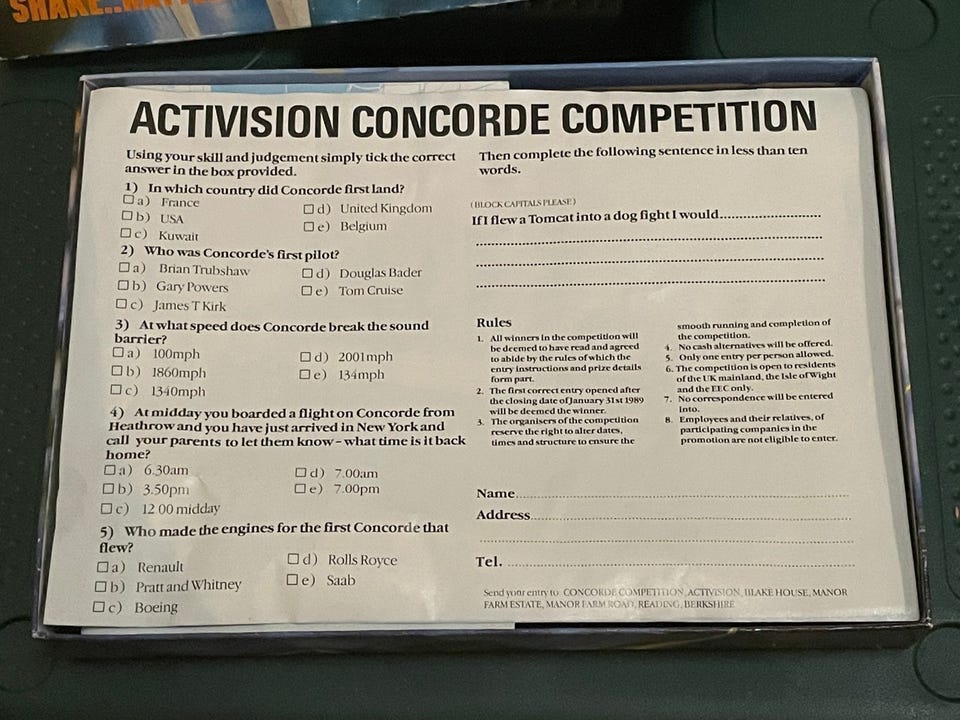 SHAKE..
ACTIVISION CONCORDE COMPETITION
Using your skill and judgement simply tick the correct
answer in the box provided.
1) In which country did Concorde first land?
a) France
b) USA
c) Kuwait
d) United Kingdom
e) Belgium
2) Who was Concorde's first pilot?
a) Brian Trubshaw
b) Gary Powers
c) James T Kirk
d) Douglas Bader
e) Tom Cruise
3) At what speed does Concorde break the sound
barrier?
a) 100mph
b) 1860mph
c) 1340mph
d) 2001mph
e) 134mph
4) At midday you boarded a flight on Concorde from
Heathrow and you have just arrived in New York and
call your parents to let them know – what time is it back
home?
a) 6.30am
b) 3.50pm
c) 12 00 midday
d) 7.00am
e) 7.00pm
5) Who made the engines for the first Concorde that
flew?
a) Renault
b) Pratt and Whitney
c) Boeing
d) Rolls Royce
e) Saab
Then complete the following sentence in less than ten
words.
(BLOCK CAPITALS PLEASE)
If I flew a Tomcat into a dog fight I would
Rules
1. All winners in the competition will
be deemed to have read and agreed
to abide by the rules of which the
entry instructions and prize details
form part.
2. The first correct entry opened after
the closing date of January 31st 1989
will be deemed the winner.
3. The organisers of the competition
reserve the right to alter dates,
times and structure to ensure the
smooth running and completion of
the competition.
4. No cash alternatives will be offered.
5. Only one entry per person allowed.
6. The competition is open to residents
of the UK mainland, the Isle of Wight
and the EEC only.
7. No correspondence will be entered
into.
8. Employees and their relatives, of
participating companies in the
promotion are not eligible to enter.
Name
Address
Tel.
Send your entry to: CONCORDE COMPETITION, ACTIVISION, BLAKE HOUSE, MANOR
FARM ESTATE, MANOR FARM ROAD, READING, BERKSHIRE